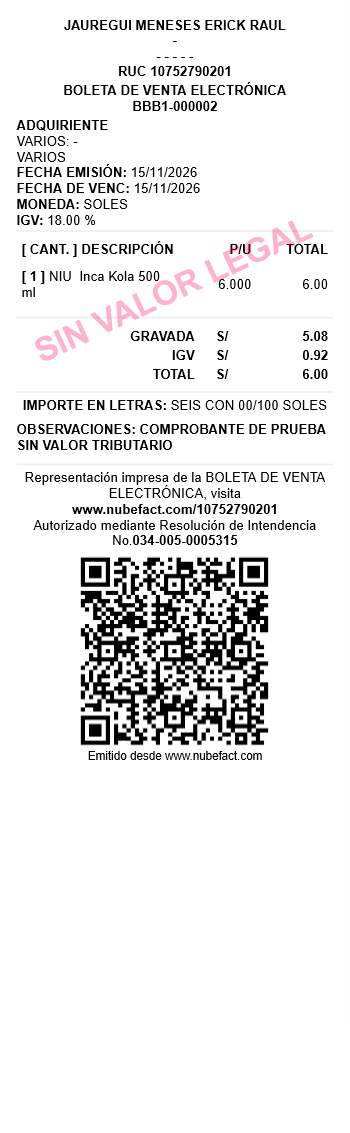 JAUREGUI MENESES ERICK RAUL
-
- - - - -
RUC 10752790201
BOLETA DE VENTA ELECTRÓNICA
BBB1-000002
ADQUIRIENTE
VARIOS: -
VARIOS
FECHA EMISIÓN: 15/11/2026
FECHA DE VENC: 15/11/2026
MONEDA: SOLES
IGV: 18.00 %
[ CANT. ] DESCRIPCIÓN P/U TOTAL
[ 1 ] NIU Inca Kola 500 6.000 6.00
ml
SIN VALOR LEGAL
GRAVADA S/ 5.08
IGV S/ 0.92
TOTAL S/ 6.00
IMPORTE EN LETRAS: SEIS CON 00/100 SOLES
OBSERVACIONES: COMPROBANTE DE PRUEBA
SIN VALOR TRIBUTARIO
Representación impresa de la BOLETA DE VENTA
ELECTRÓNICA, visita
www.nubefact.com/10752790201
Autorizado mediante Resolución de Intendencia
No.034-005-0005315
Emitido desde www.nubefact.com